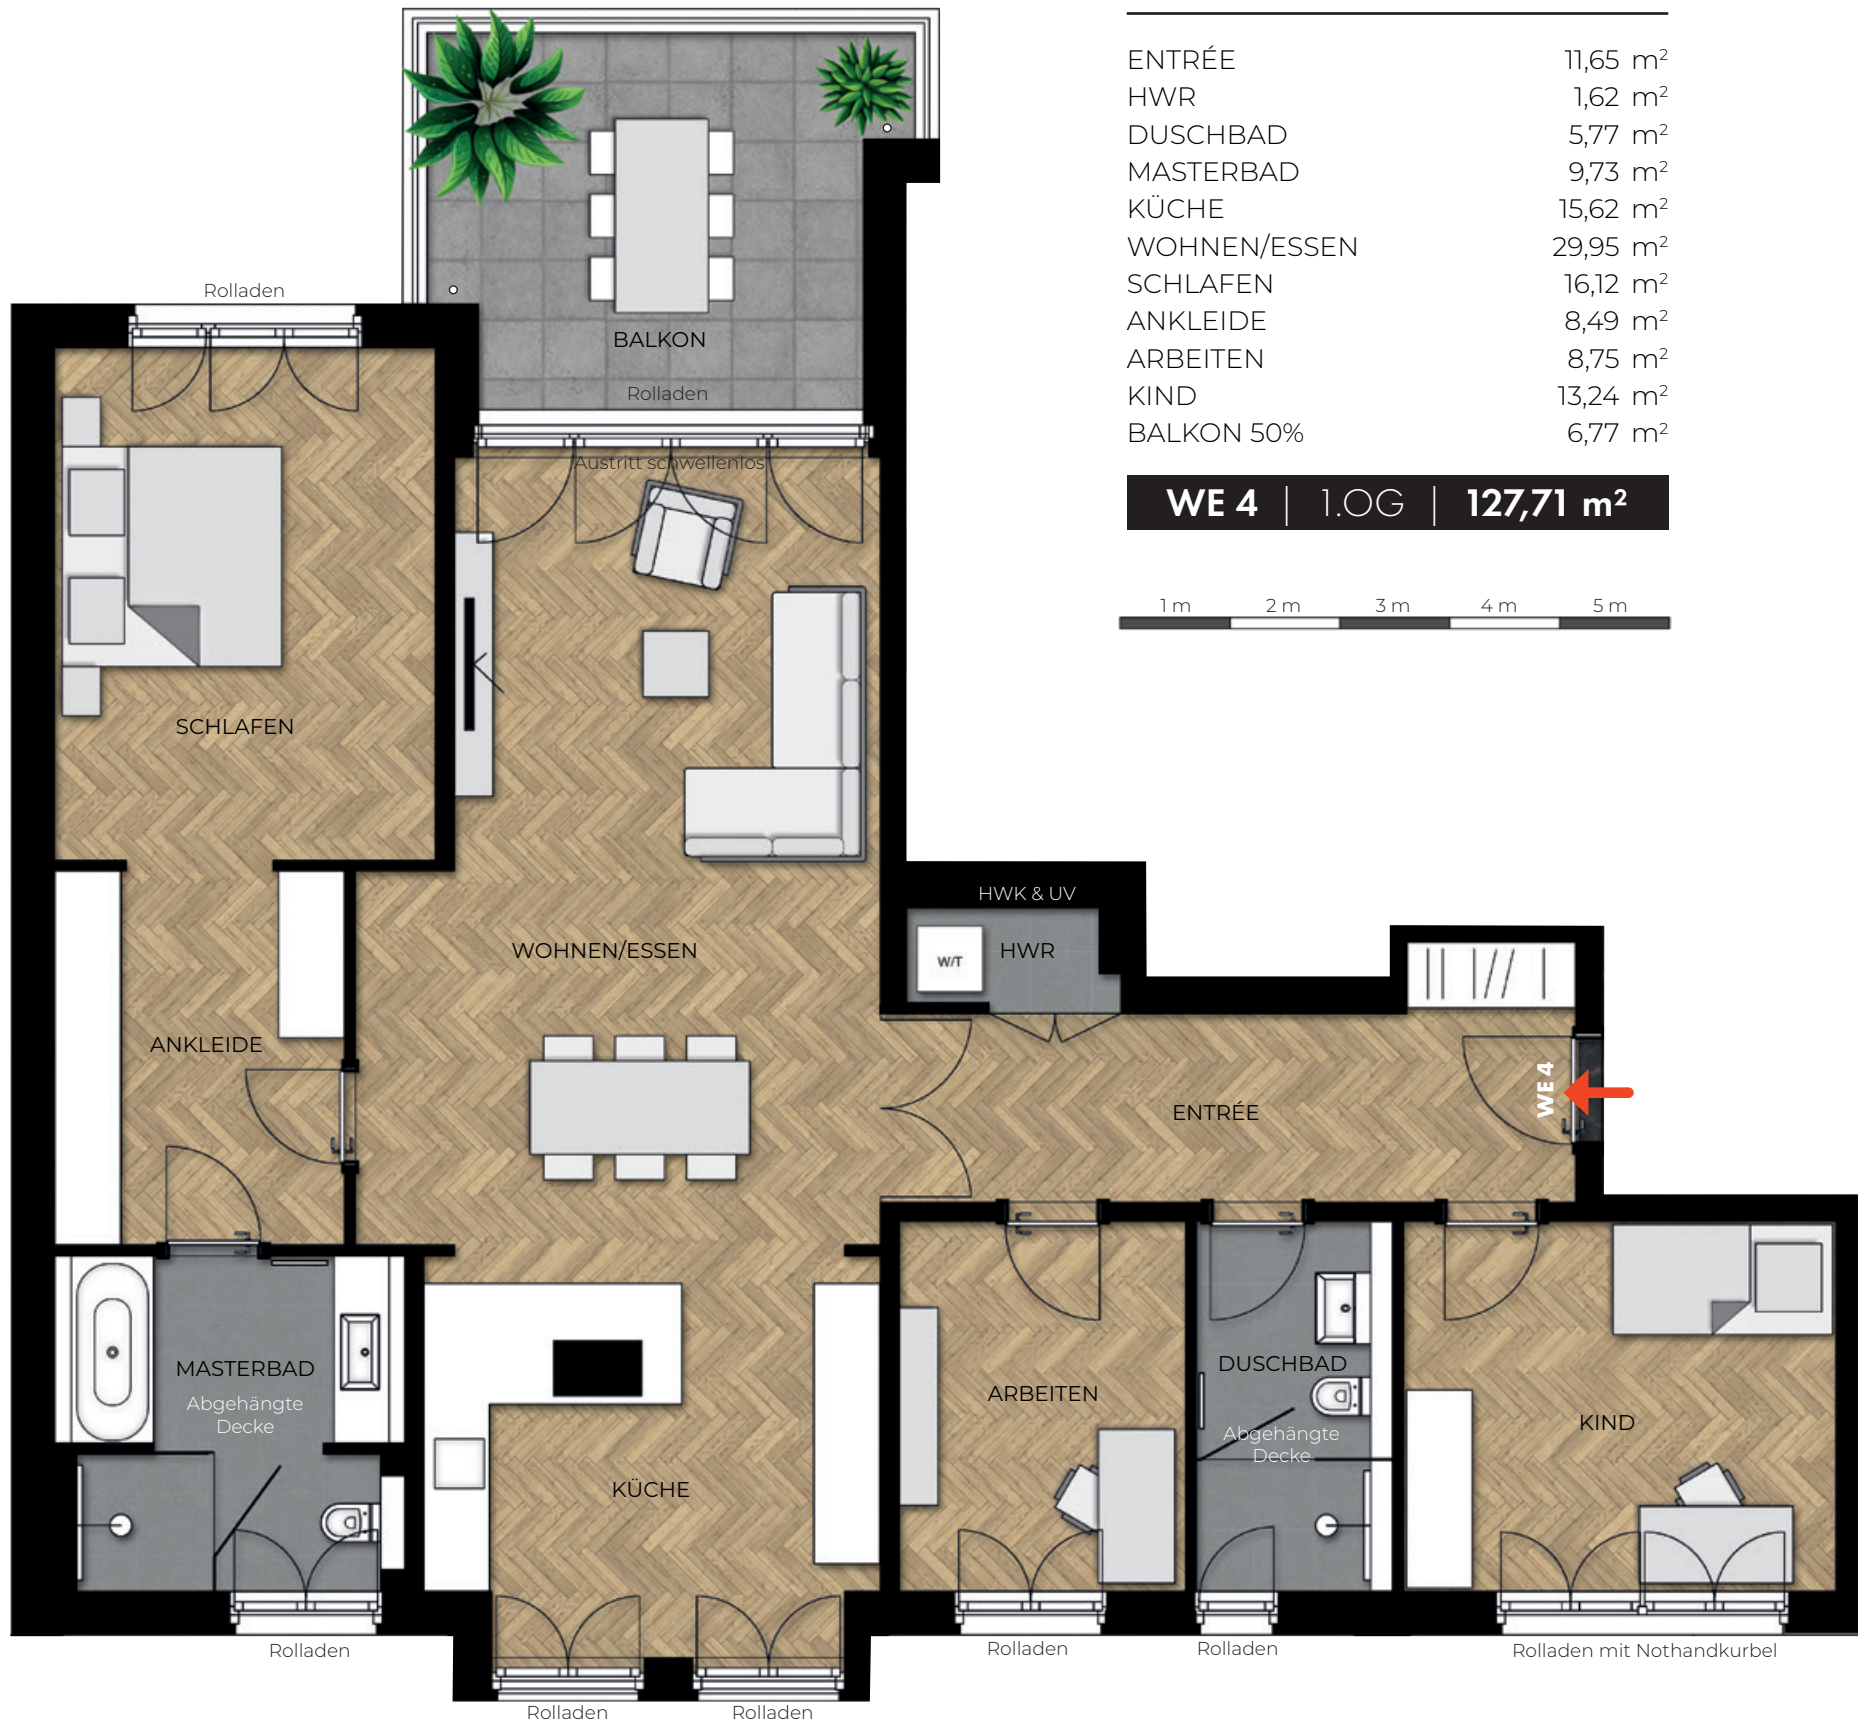 ENTRÉE 11,65 m²
HWR 1,62 m²
DUSCHBAD 5,77 m²
MASTERBAD 9,73 m²
KÜCHE 15,62 m²
WOHNEN/ESSEN 29,95 m²
SCHLAFEN 16,12 m²
ANKLEIDE 8,49 m²
ARBEITEN 8,75 m²
KIND 13,24 m²
BALKON 50% 6,77 m²
WE 4 | 1.OG | 127,71 m²
1 m 2 m 3 m 4 m 5 m
Rolladen
BALKON
Rolladen
Austritt schwellenlos
SCHLAFEN
HWK & UV
HWR
W/T
WOHNEN/ESSEN
ANKLEIDE
ENTRÉE
WE 4
MASTERBAD
Abgehängte
Decke
KÜCHE
ARBEITEN
DUSCHBAD
Abgehängte
Decke
KIND
Rolladen
Rolladen
Rolladen
Rolladen
Rolladen
Rolladen mit Nothandkurbel